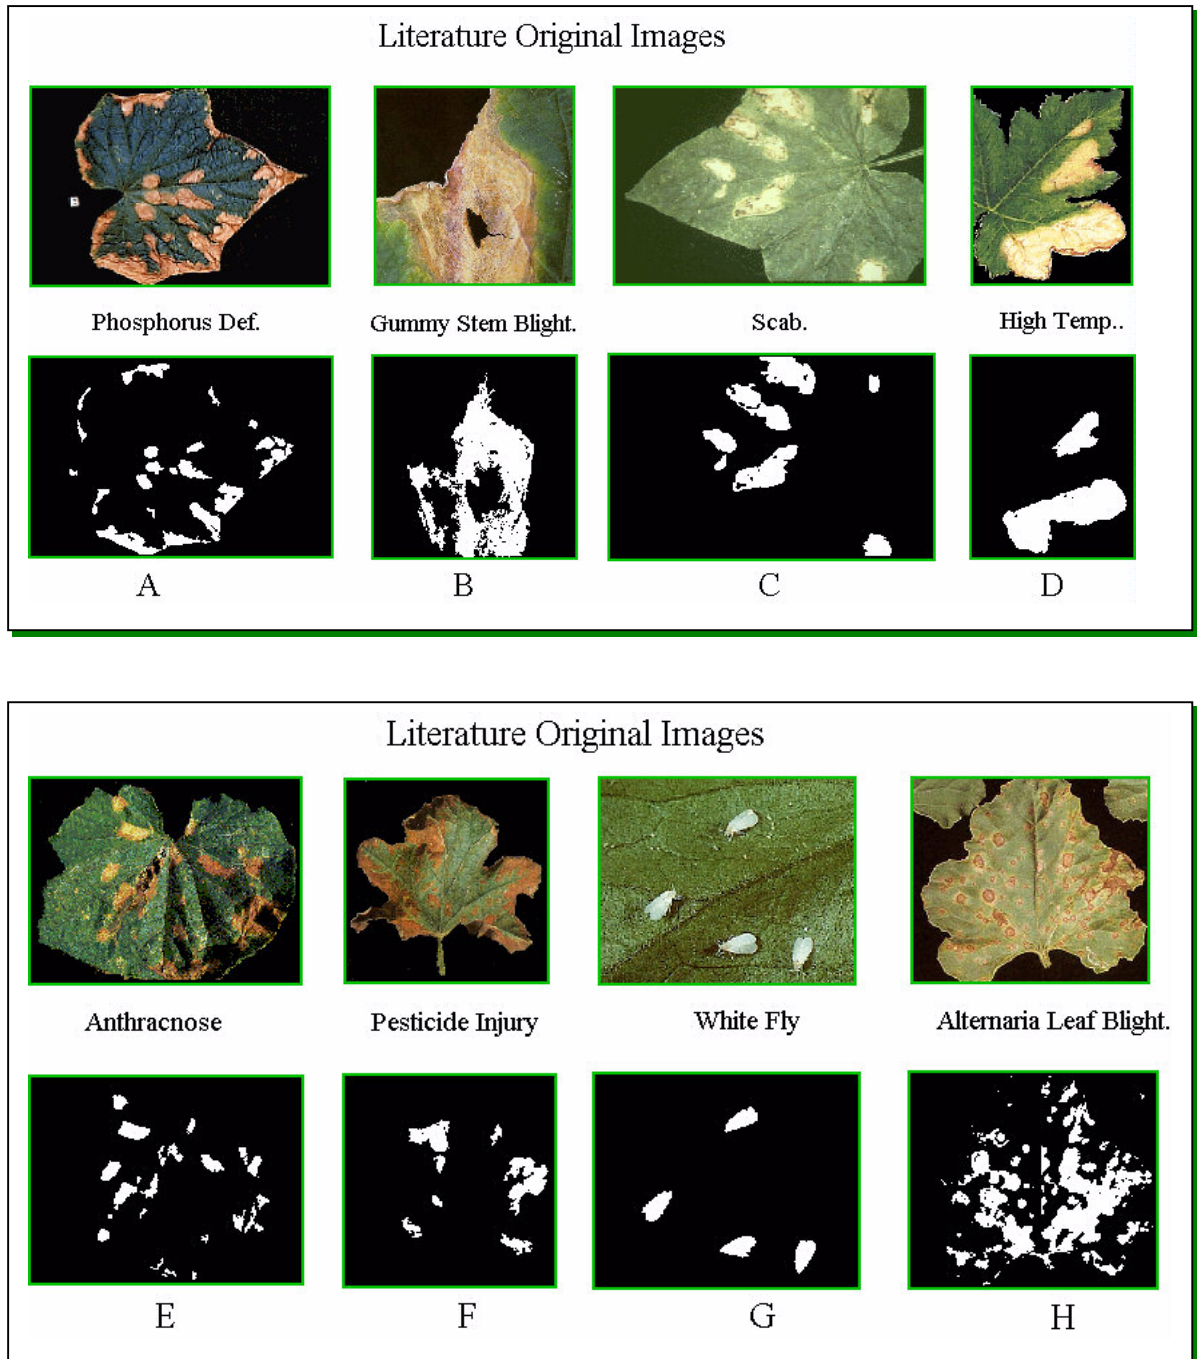 Literature Original Images
B
Phosphorus Def.
Gummy Stem Blight.
Scab.
High Temp..
A
B
C
D
Literature Original Images
Anthracnose
Pesticide Injury
White Fly
Alternaria Leaf Blight.
E
F
G
H